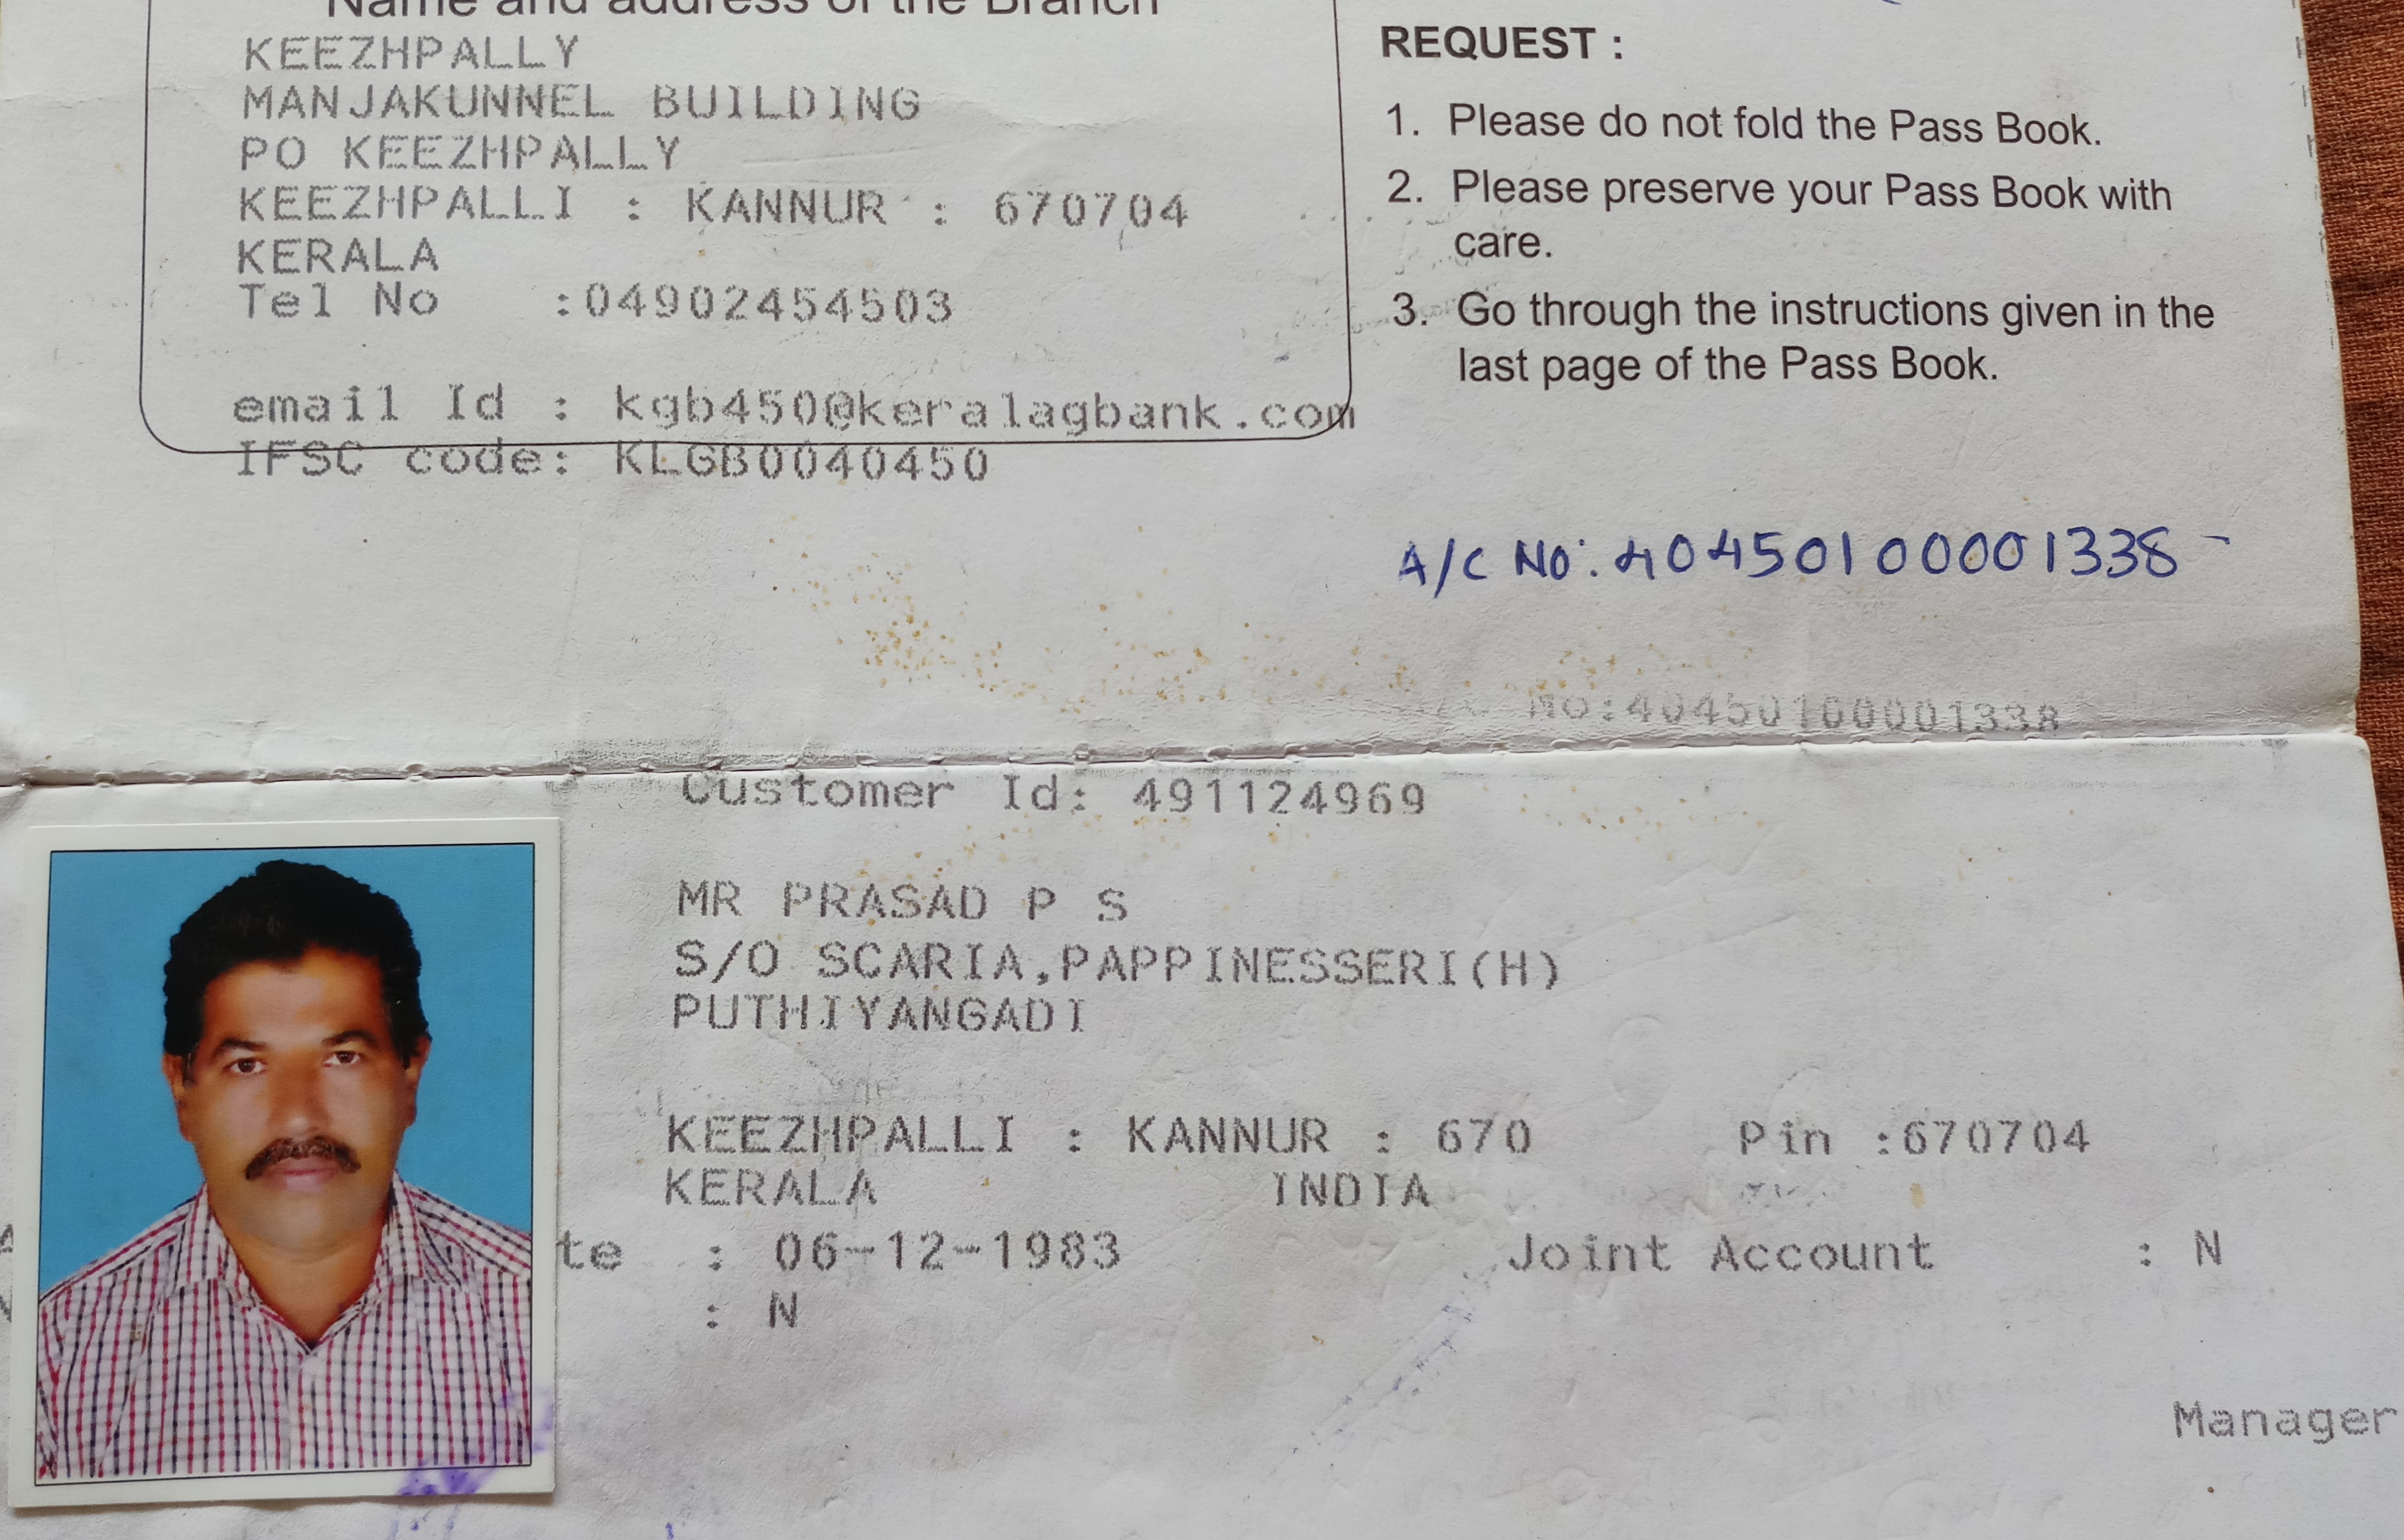 Name and address of the Branch
KEEZHPALLY
MANJAKUNNEL BUILDING
PO KEEZHPALLY
KEEZHPALLI : KANNUR : 670704
KERALA
Tel No :04902454503
email Id : kgb450@keralagbank.com
IFSC code: KLGB0040450
REQUEST :
1. Please do not fold the Pass Book.
2. Please preserve your Pass Book with
care.
3. Go through the instructions given in the
last page of the Pass Book.
A/C No: 40450100001338
No:40450100001338
Customer Id: 491124969
MR PRASAD P S
S/O SCARIA,PAPPINESSERI(H)
PUTHIYANGADI
KEEZHPALLI : KANNUR : 670 Pin :670704
KERALA INDIA
te : 06-12-1983 Joint Account : N
: N
Manager